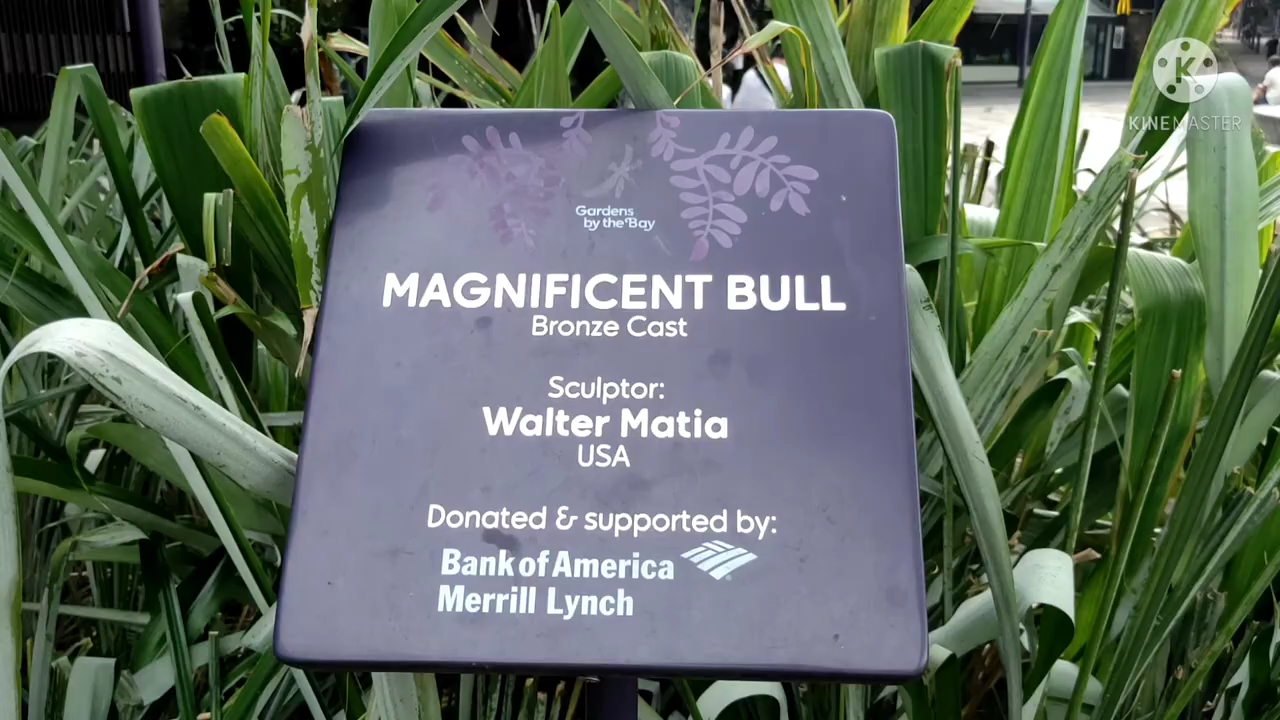 K
KINEMASTER
Gardens
by the Bay
MAGNIFICENT BULL
Bronze Cast
Sculptor:
Walter Matia
USA
Donated & supported by:
Bank of America
Merrill Lynch